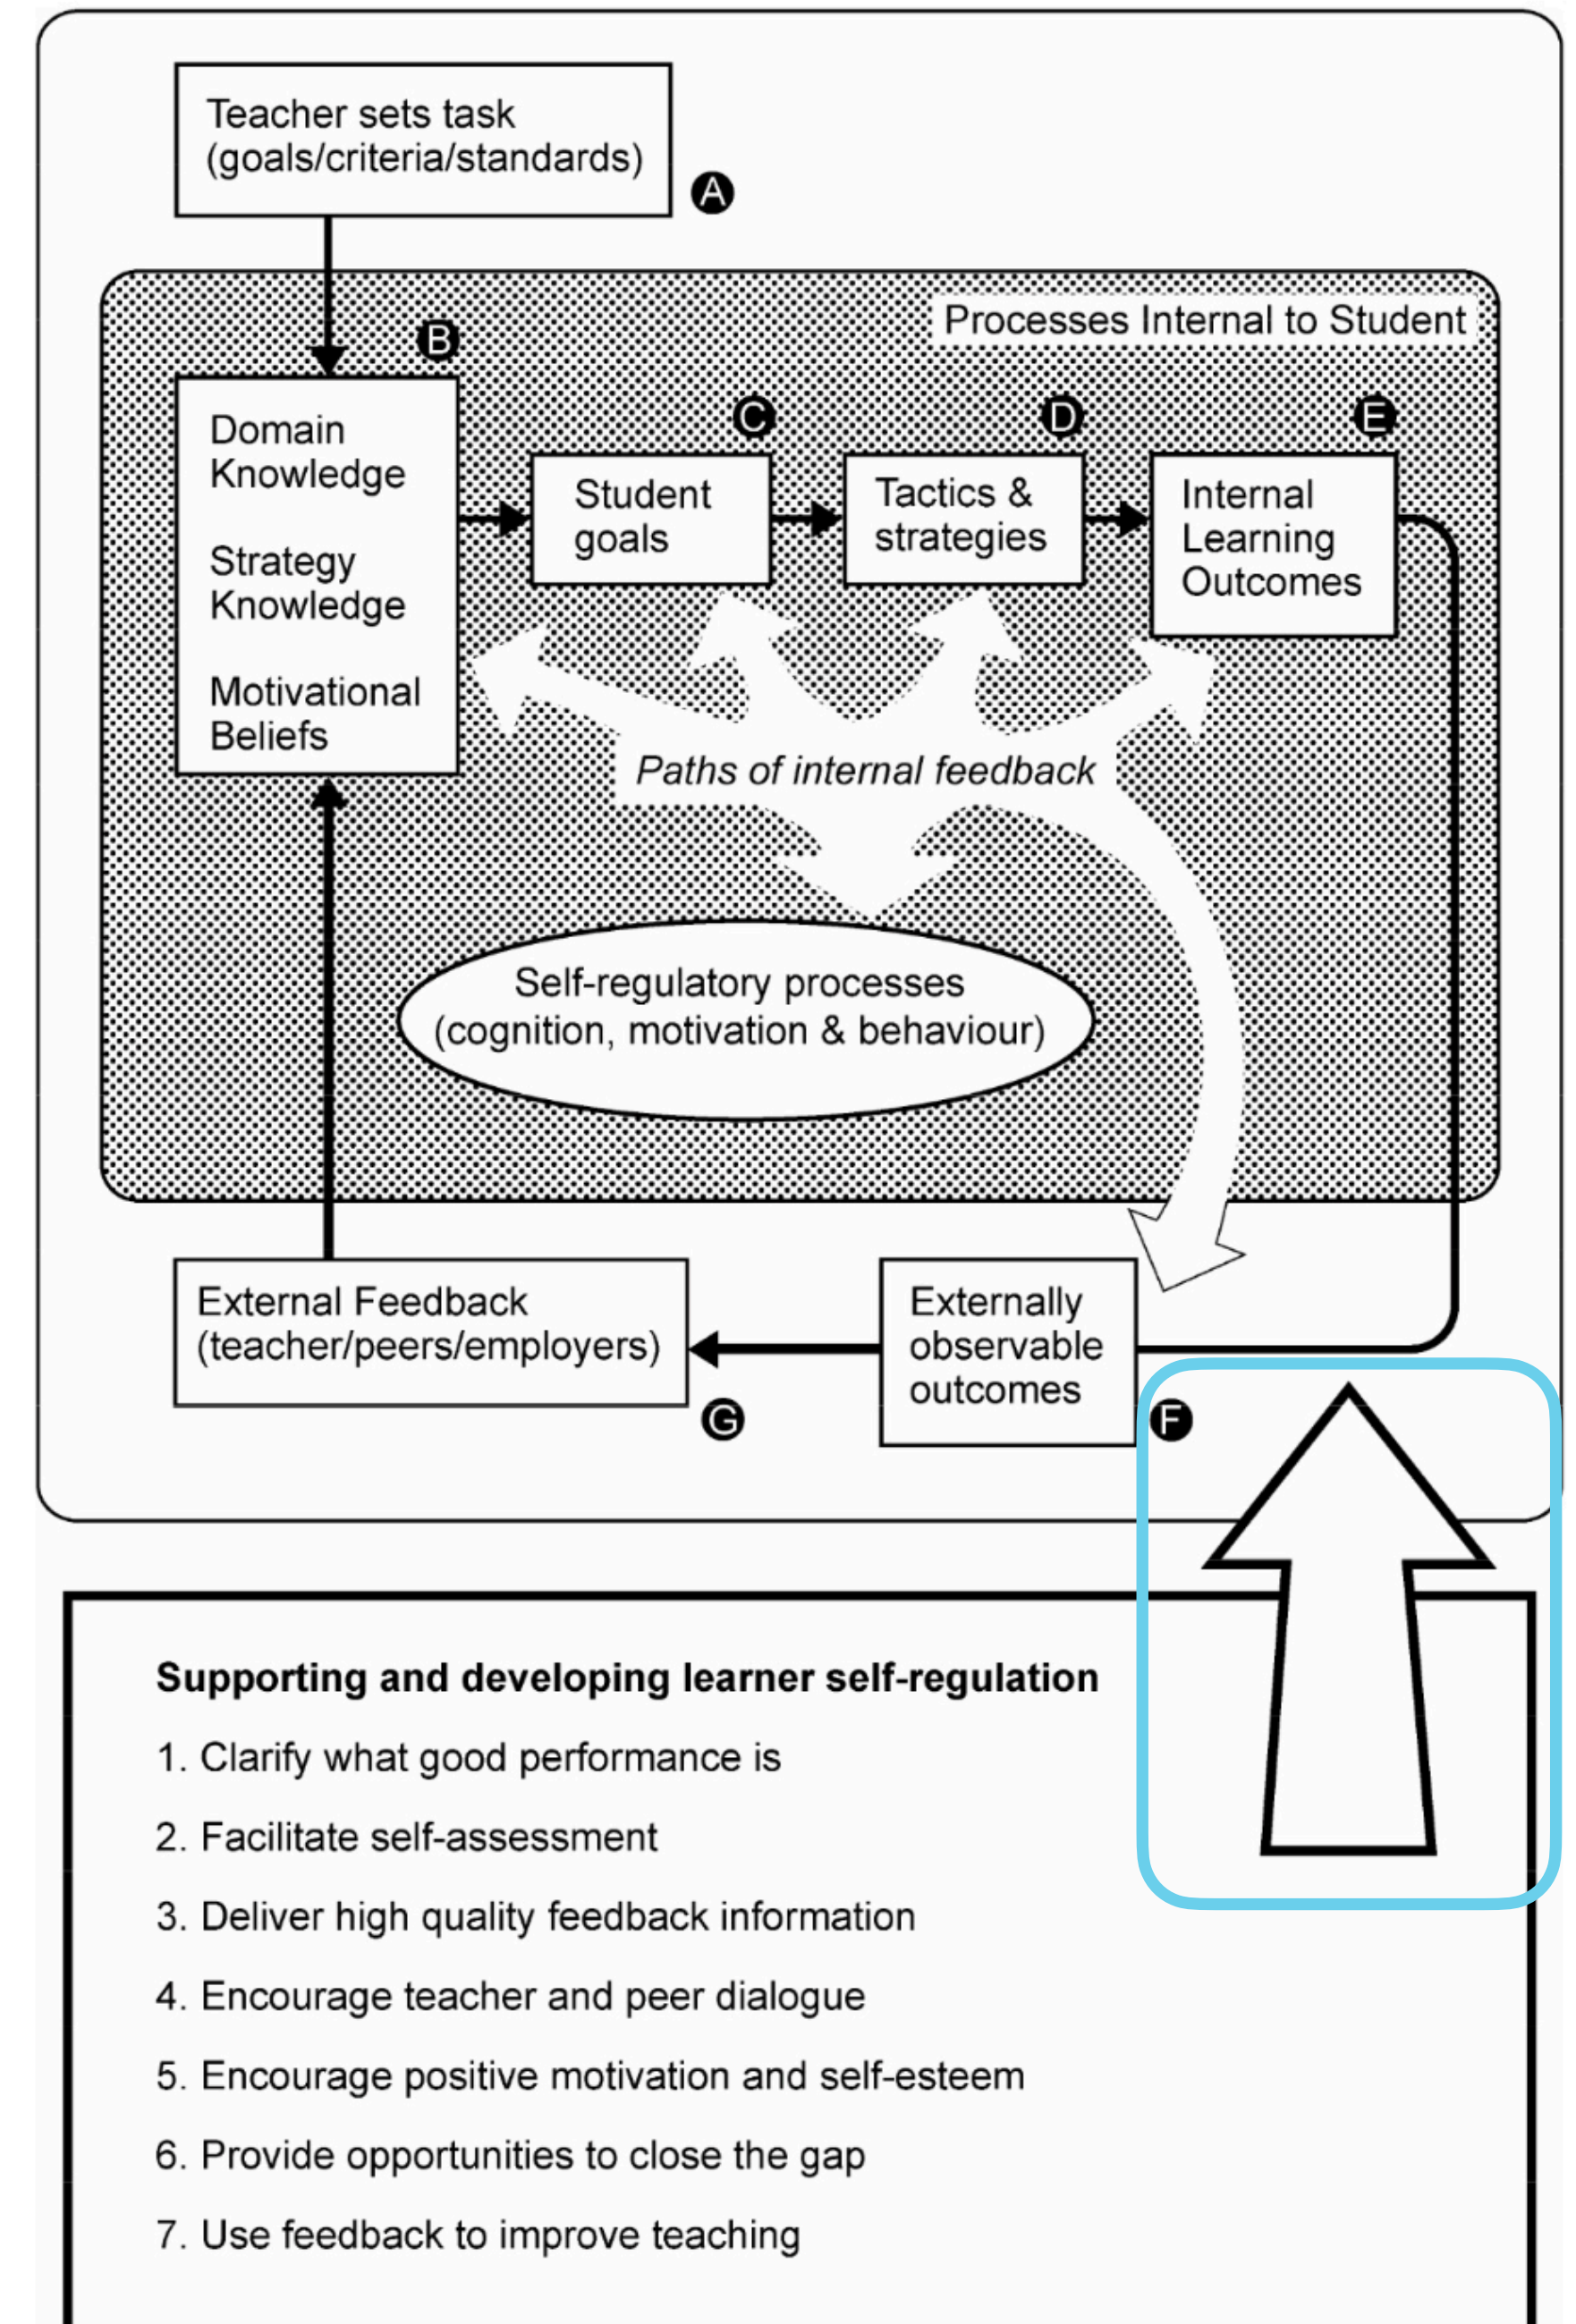 Teacher sets task
(goals/criteria/standards)
A
Processes Internal to Student
B
Domain
Knowledge
Strategy
Knowledge
Motivational
Beliefs
C
Student
goals
D
Tactics &
strategies
E
Internal
Learning
Outcomes
Paths of internal feedback
Self-regulatory processes
(cognition, motivation & behaviour)
External Feedback
(teacher/peers/employers)
G
Externally
observable
outcomes
F
Supporting and developing learner self-regulation
1. Clarify what good performance is
2. Facilitate self-assessment
3. Deliver high quality feedback information
4. Encourage teacher and peer dialogue
5. Encourage positive motivation and self-esteem
6. Provide opportunities to close the gap
7. Use feedback to improve teaching